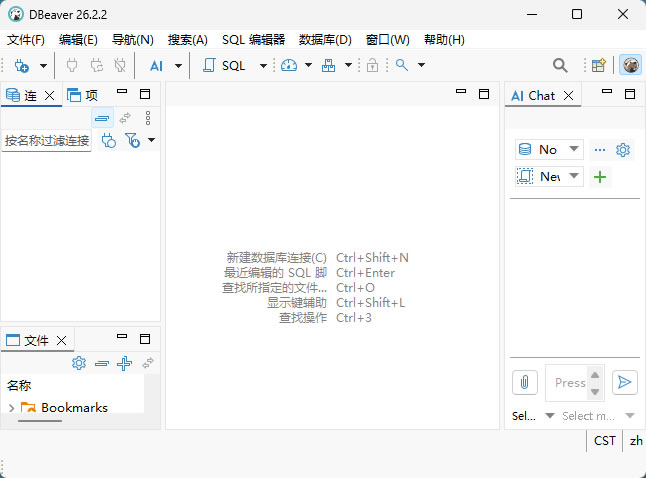 DBeaver 26.2.2
文件(F) 编辑(E) 导航(N) 搜索(A) SQL 编辑器 数据库(D) 窗口(W) 帮助(H)
AI SQL
连 项
按名称过滤连接
AI Chat
No
Nev
新建数据库连接(C) Ctrl+Shift+N
最近编辑的 SQL 脚 Ctrl+Enter
查找所指定的文件... Ctrl+O
显示键辅助 Ctrl+Shift+L
查找操作 Ctrl+3
文件
名称
Bookmarks
Press
Sel... Select m...
CST zh